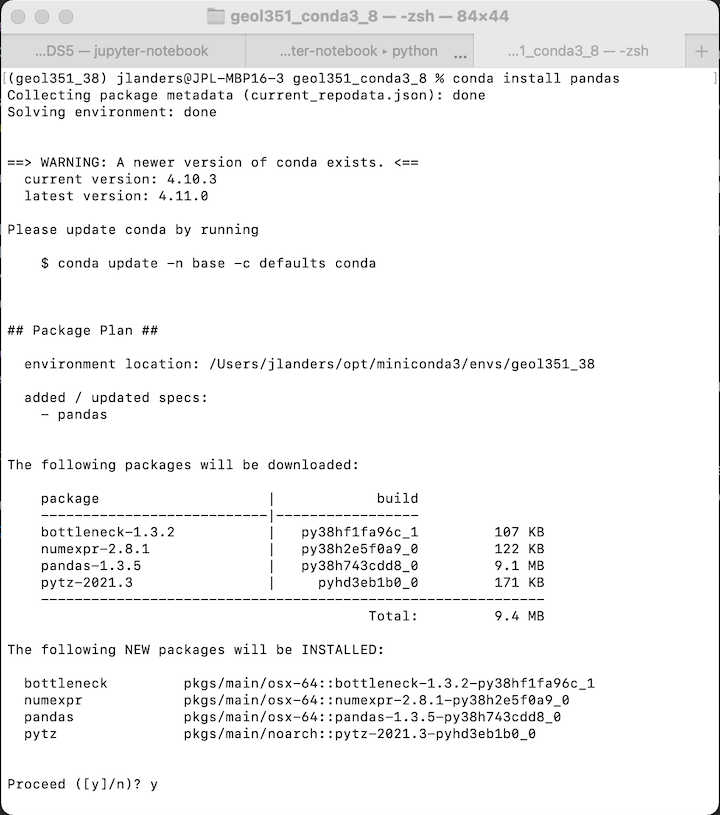 geol351_conda3_8 — -zsh — 84×44
...DS5 — jupyter-notebook ...ter-notebook ▸ python ... ...1_conda3_8 — -zsh +
[(geol351_38) jlanders@JPL-MBP16-3 geol351_conda3_8 % conda install pandas ]
Collecting package metadata (current_repodata.json): done
Solving environment: done
==> WARNING: A newer version of conda exists. <==
current version: 4.10.3
latest version: 4.11.0
Please update conda by running
$ conda update -n base -c defaults conda
## Package Plan ##
environment location: /Users/jlanders/opt/miniconda3/envs/geol351_38
added / updated specs:
- pandas
The following packages will be downloaded:
package | build
---------------------------|-----------------
bottleneck-1.3.2 | py38hf1fa96c_1 107 KB
numexpr-2.8.1 | py38h2e5f0a9_0 122 KB
pandas-1.3.5 | py38h743cdd8_0 9.1 MB
pytz-2021.3 | pyhd3eb1b0_0 171 KB
------------------------------------------------------------
Total: 9.4 MB
The following NEW packages will be INSTALLED:
bottleneck pkgs/main/osx-64::bottleneck-1.3.2-py38hf1fa96c_1
numexpr pkgs/main/osx-64::numexpr-2.8.1-py38h2e5f0a9_0
pandas pkgs/main/osx-64::pandas-1.3.5-py38h743cdd8_0
pytz pkgs/main/noarch::pytz-2021.3-pyhd3eb1b0_0
Proceed ([y]/n)? y